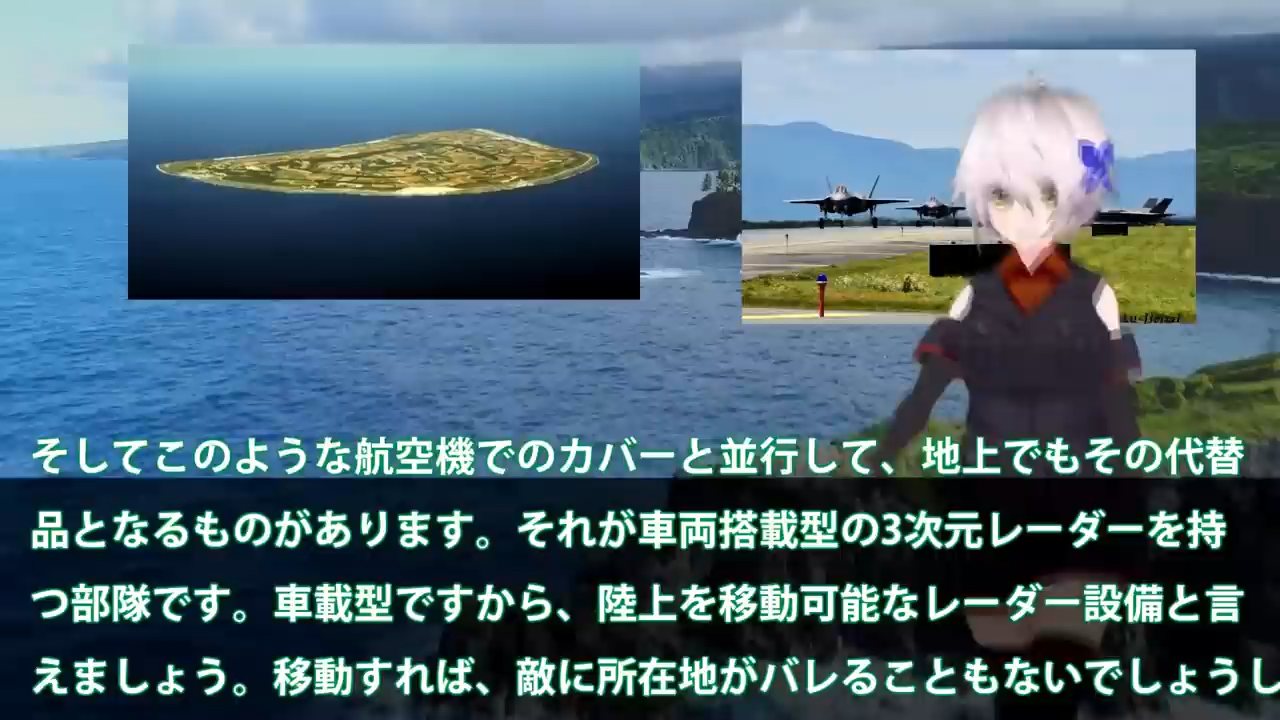 そしてこのような航空機でのカバーと並行して、地上でもその代替
品となるものがあります。それが車両搭載型の3次元レーダーを持
つ部隊です。車載型ですから、陸上を移動可能なレーダー設備と言
えましょう。移動すれば、敵に所在地がバレることもないでしょうし